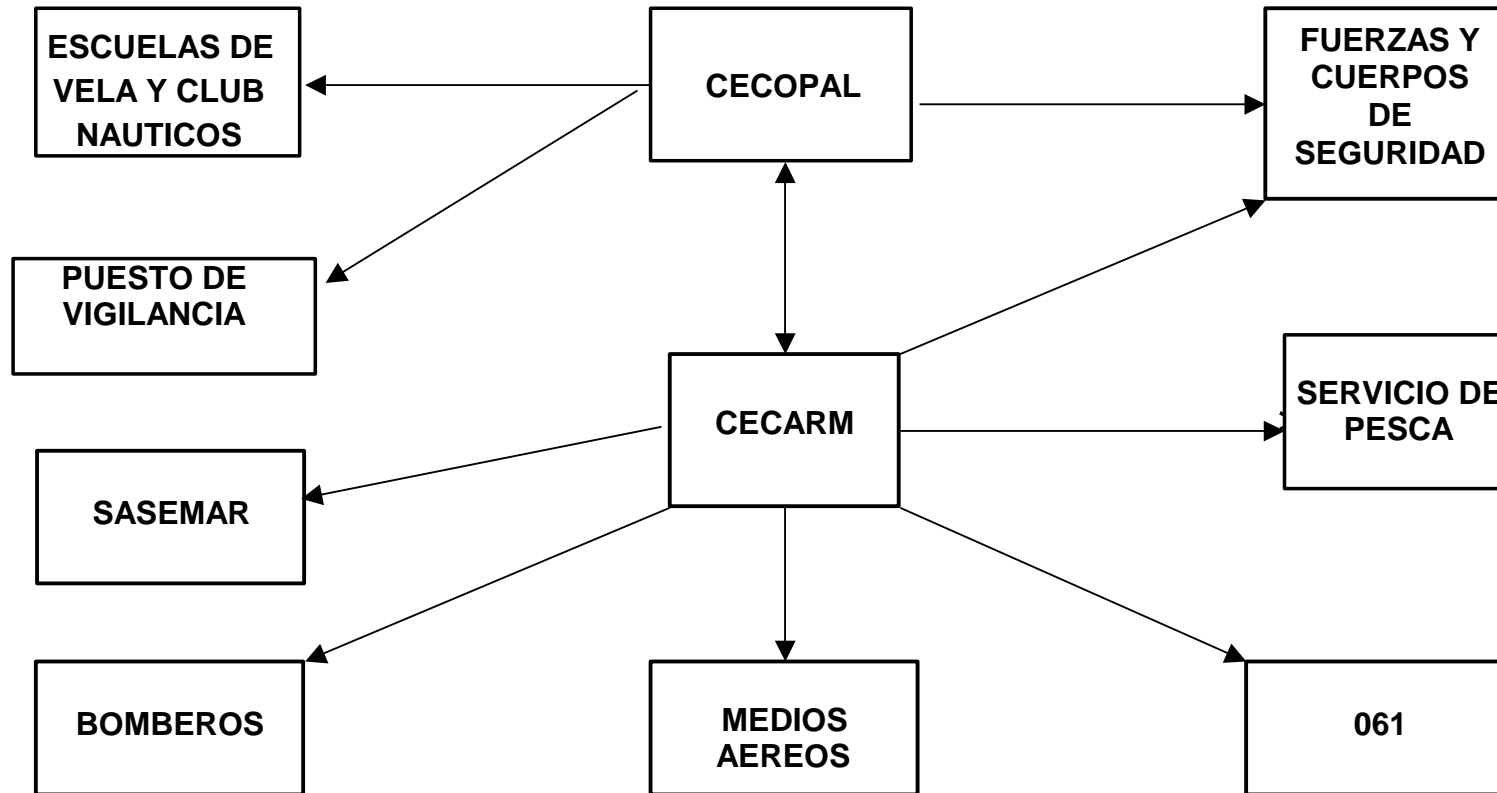 ESCUELAS DE
VELA Y CLUB
NAUTICOS
CECOPAL
FUERZAS Y
CUERPOS
DE
SEGURIDAD
PUESTO DE
VIGILANCIA
CECARM
SERVICIO DE
PESCA
SASEMAR
BOMBEROS
MEDIOS
AEREOS
061